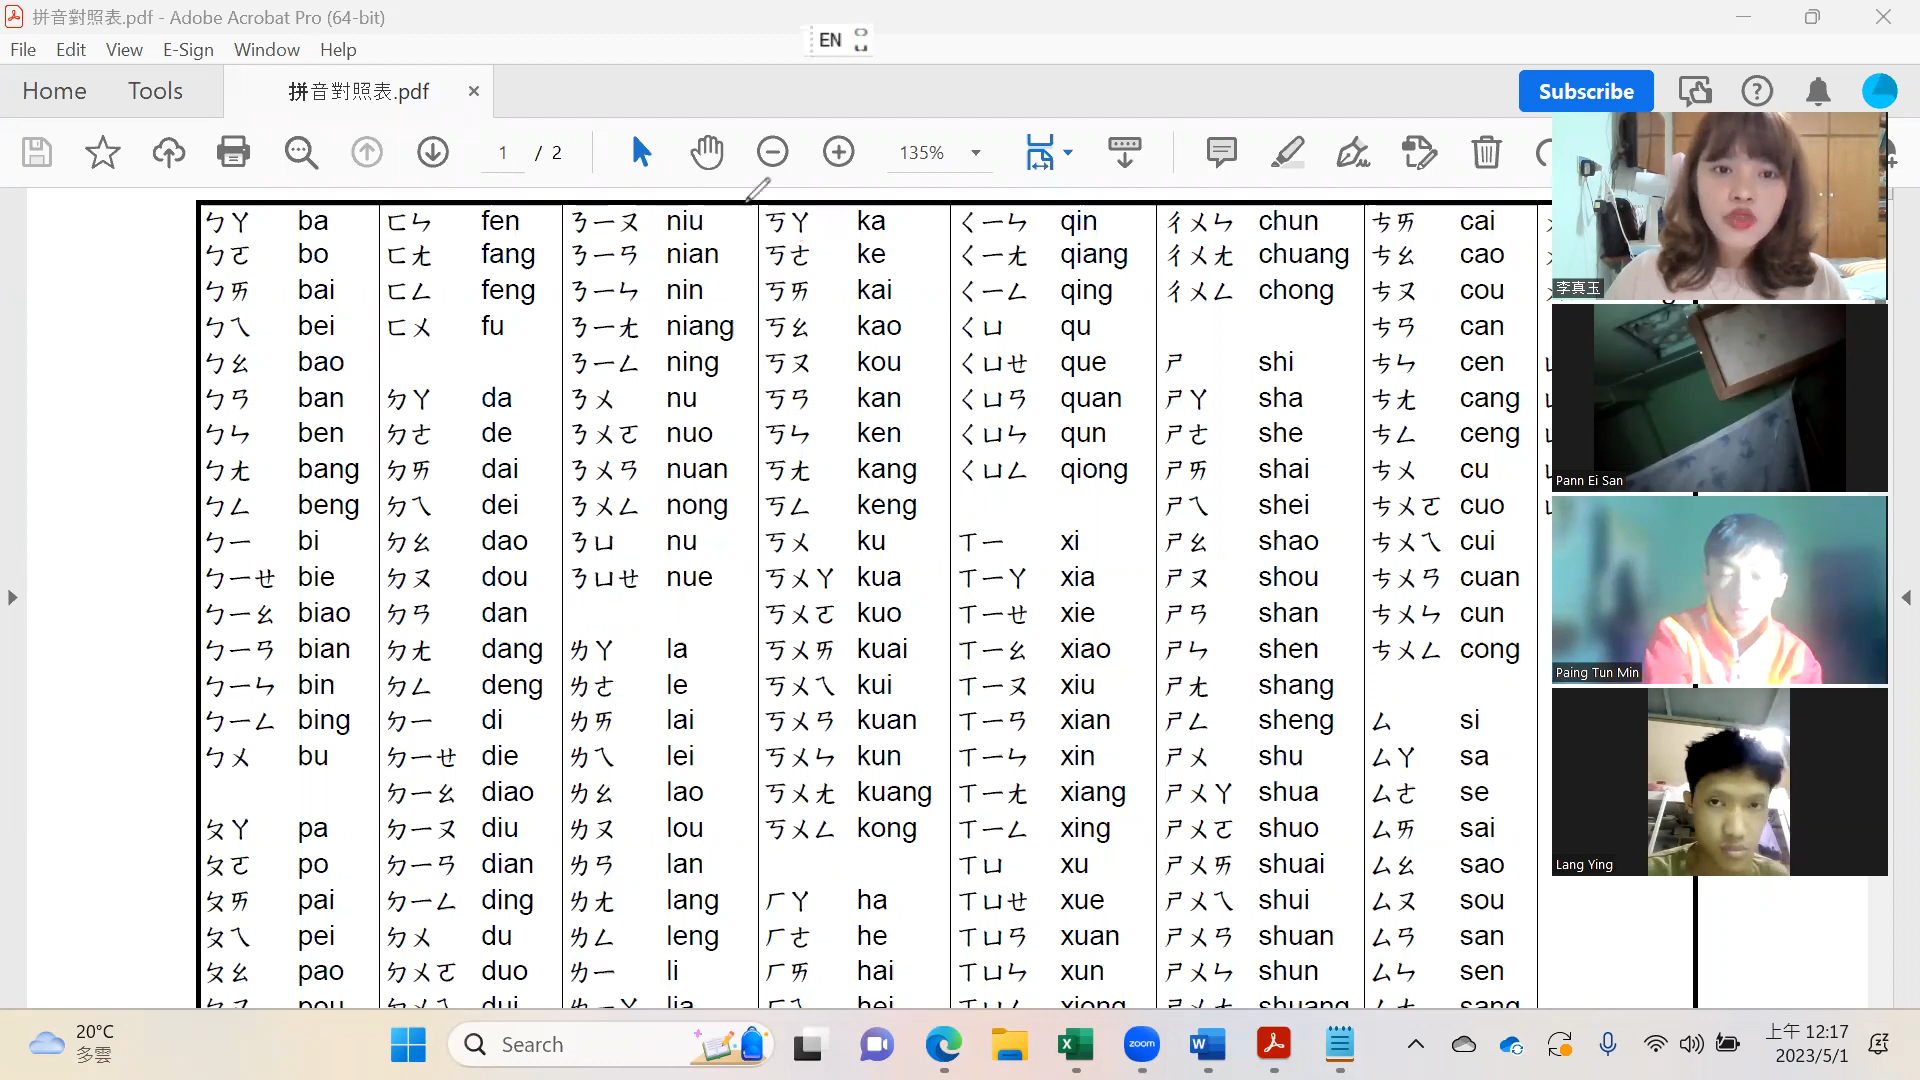 拼音對照表.pdf - Adobe Acrobat Pro (64-bit)
File Edit View E-Sign Window Help
EN
Home Tools 拼音對照表.pdf × Subscribe
1 / 2 135%
ㄅㄚ ba ㄈㄣ fen ㄋㄧㄡ niu ㄎㄚ ka ㄑㄧㄣ qin ㄔㄨㄣ chun ㄘㄞ cai
ㄅㄛ bo ㄈㄤ fang ㄋㄧㄢ nian ㄎㄜ ke ㄑㄧㄤ qiang ㄔㄨㄤ chuang ㄘㄠ cao
ㄅㄞ bai ㄈㄥ feng ㄋㄧㄣ nin ㄎㄞ kai ㄑㄧㄥ qing ㄔㄨㄥ chong ㄘㄡ cou
ㄅㄟ bei ㄈㄨ fu ㄋㄧㄤ niang ㄎㄠ kao ㄑㄩ qu ㄘㄢ can
ㄅㄠ bao ㄋㄧㄥ ning ㄎㄡ kou ㄑㄩㄝ que ㄕ shi ㄘㄣ cen
ㄅㄢ ban ㄉㄚ da ㄋㄨ nu ㄎㄢ kan ㄑㄩㄢ quan ㄕㄚ sha ㄘㄤ cang
ㄅㄣ ben ㄉㄜ de ㄋㄨㄛ nuo ㄎㄣ ken ㄑㄩㄣ qun ㄕㄜ she ㄘㄥ ceng
ㄅㄤ bang ㄉㄞ dai ㄋㄨㄢ nuan ㄎㄤ kang ㄑㄩㄥ qiong ㄕㄞ shai ㄘㄨ cu
ㄅㄥ beng ㄉㄟ dei ㄋㄨㄥ nong ㄎㄥ keng ㄕㄟ shei ㄘㄨㄛ cuo
ㄅㄧ bi ㄉㄠ dao ㄋㄩ nu ㄎㄨ ku ㄒㄧ xi ㄕㄠ shao ㄘㄨㄟ cui
ㄅㄧㄝ bie ㄉㄡ dou ㄋㄩㄝ nue ㄎㄨㄚ kua ㄒㄧㄚ xia ㄕㄡ shou ㄘㄨㄢ cuan
ㄅㄧㄠ biao ㄉㄢ dan ㄎㄨㄛ kuo ㄒㄧㄝ xie ㄕㄢ shan ㄘㄨㄣ cun
ㄅㄧㄢ bian ㄉㄤ dang ㄌㄚ la ㄎㄨㄞ kuai ㄒㄧㄠ xiao ㄕㄣ shen ㄘㄨㄥ cong
ㄅㄧㄣ bin ㄉㄥ deng ㄌㄜ le ㄎㄨㄟ kui ㄒㄧㄡ xiu ㄕㄤ shang
ㄅㄧㄥ bing ㄉㄧ di ㄌㄞ lai ㄎㄨㄢ kuan ㄒㄧㄢ xian ㄕㄥ sheng ㄙ si
ㄅㄨ bu ㄉㄧㄝ die ㄌㄟ lei ㄎㄨㄣ kun ㄒㄧㄣ xin ㄕㄨ shu ㄙㄚ sa
ㄉㄧㄠ diao ㄌㄠ lao ㄎㄨㄤ kuang ㄒㄧㄤ xiang ㄕㄨㄚ shua ㄙㄜ se
ㄆㄚ pa ㄉㄧㄡ diu ㄌㄡ lou ㄎㄨㄥ kong ㄒㄧㄥ xing ㄕㄨㄛ shuo ㄙㄞ sai
ㄆㄛ po ㄉㄧㄢ dian ㄌㄢ lan ㄒㄩ xu ㄕㄨㄞ shuai ㄙㄠ sao
ㄆㄞ pai ㄉㄧㄥ ding ㄌㄤ lang ㄏㄚ ha ㄒㄩㄝ xue ㄕㄨㄟ shui ㄙㄡ sou
ㄆㄟ pei ㄉㄨ du ㄌㄥ leng ㄏㄜ he ㄒㄩㄢ xuan ㄕㄨㄢ shuan ㄙㄢ san
ㄆㄠ pao ㄉㄨㄛ duo ㄌㄧ li ㄏㄞ hai ㄒㄩㄣ xun ㄕㄨㄣ shun ㄙㄣ sen
ㄆㄡ pou ㄉㄨㄟ dui ㄌㄧㄚ lia ㄏㄟ hei ㄒㄩㄥ xiong ㄕㄨㄤ shuang ㄙㄤ sang
李真玉
Pann Ei San
Paing Tun Min
Lang Ying
20°C
多雲
Search
zoom
上午 12:17
2023/5/1